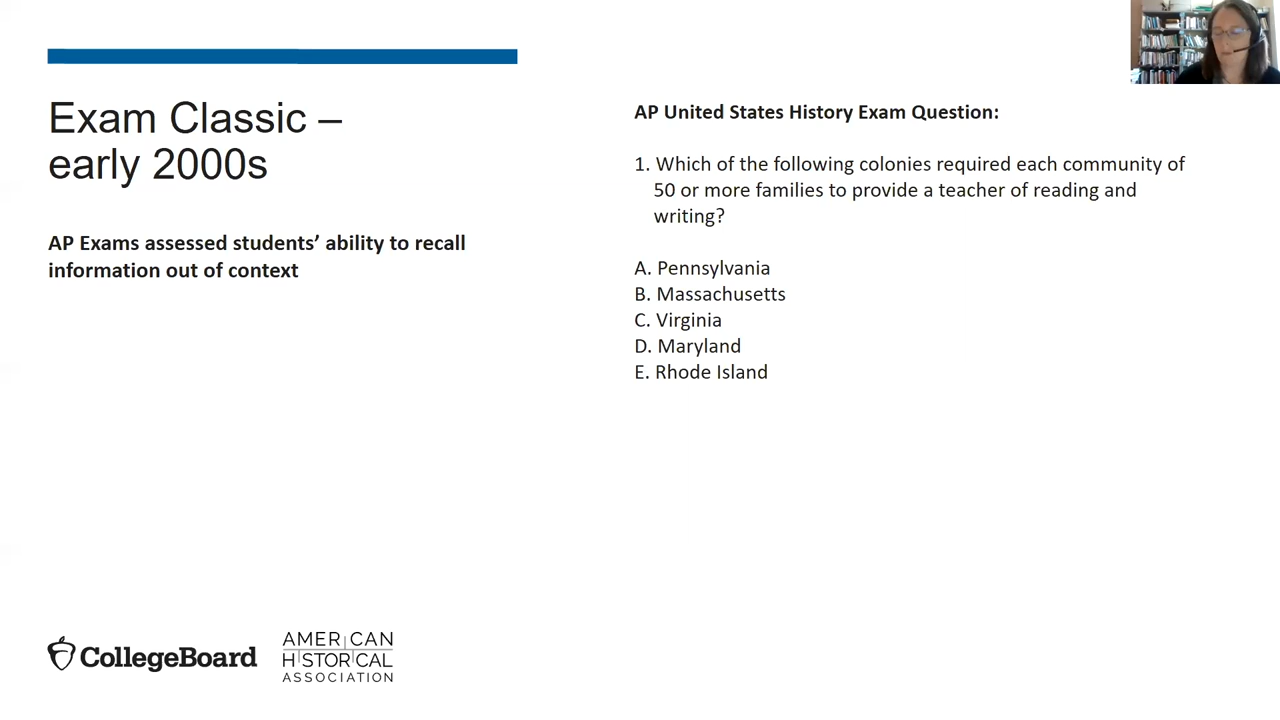 Exam Classic –
early 2000s
AP Exams assessed students’ ability to recall
information out of context
AP United States History Exam Question:
1. Which of the following colonies required each community of
50 or more families to provide a teacher of reading and
writing?
A. Pennsylvania
B. Massachusetts
C. Virginia
D. Maryland
E. Rhode Island
CollegeBoard
AMERICAN
HISTORICAL
ASSOCIATION